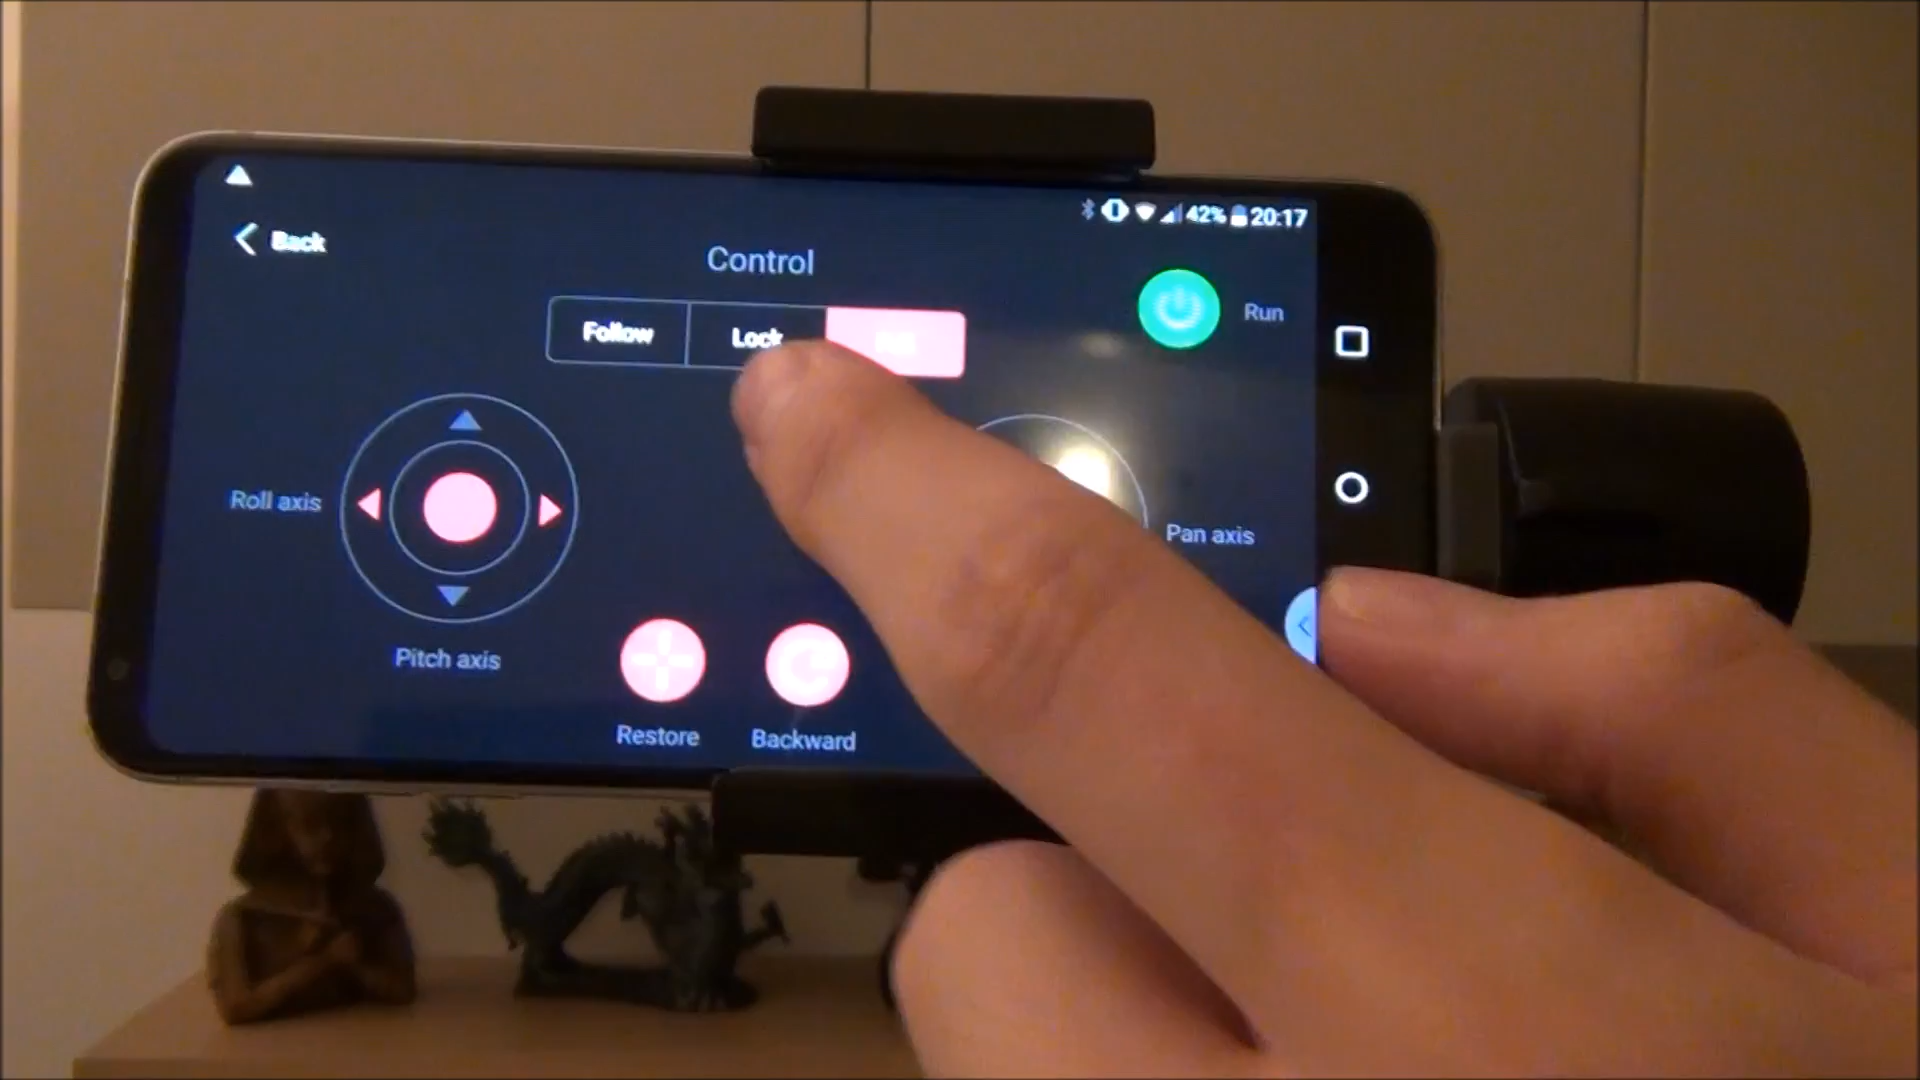 42% 20:17
Back
Control
Follow
Lock
Run
Roll axis
Pan axis
Pitch axis
Restore
Backward